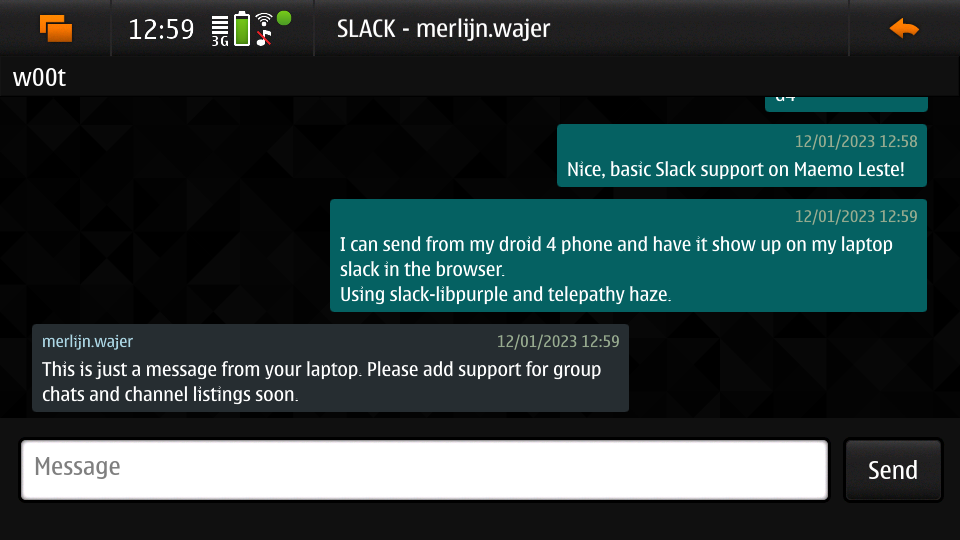 12:59
3G
SLACK - merlijn.wajer
w00t
12/01/2023 12:58
Nice, basic Slack support on Maemo Leste!
12/01/2023 12:59
I can send from my droid 4 phone and have it show up on my laptop
slack in the browser.
Using slack-libpurple and telepathy haze.
merlijn.wajer 12/01/2023 12:59
This is just a message from your laptop. Please add support for group
chats and channel listings soon.
Message
Send